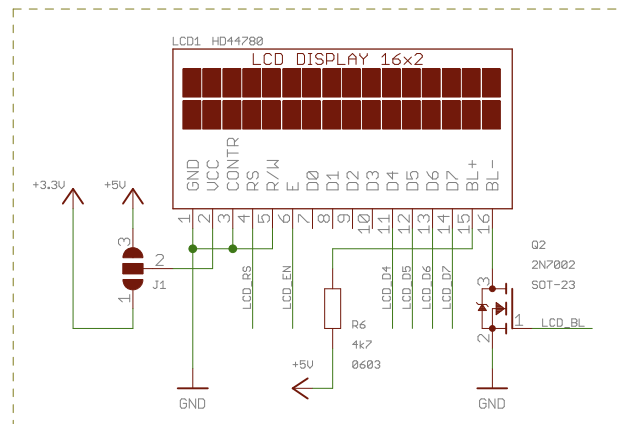 LCD1 HD44780
LCD DISPLAY 16x2
GND VCC CONTR RS R/W E D0 D1 D2 D3 D4 D5 D6 D7 BL+ BL-
1 2 3 4 5 6 7 8 9 10 11 12 13 14 15 16
+3.3V +5V
3
2
J1
1
LCD_RS
LCD_EN
LCD_D4
LCD_D5
LCD_D6
LCD_D7
Q2
2N7002
SOT-23
3
1
2
LCD_BL
R6
4k7
0603
+5V
GND
GND